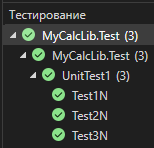 Тестирование
MyCalcLib.Test (3)
MyCalcLib.Test (3)
UnitTest1 (3)
Test1N
Test2N
Test3N